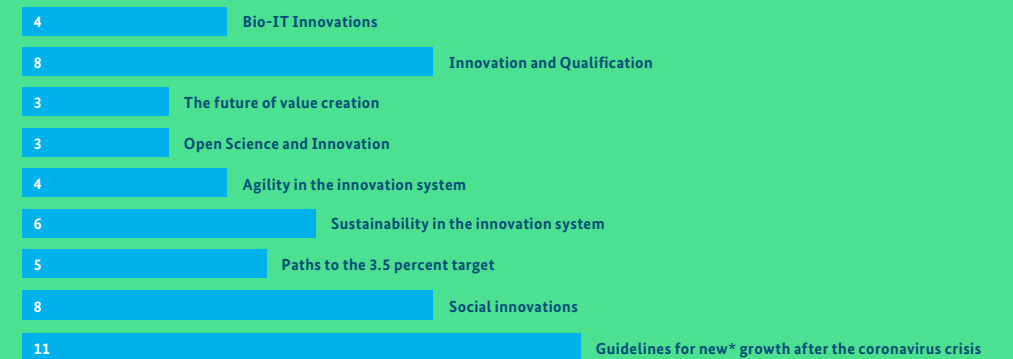 4 Bio-IT Innovations
8 Innovation and Qualification
3 The future of value creation
3 Open Science and Innovation
4 Agility in the innovation system
6 Sustainability in the innovation system
5 Paths to the 3.5 percent target
8 Social innovations
11 Guidelines for new* growth after the coronavirus crisis